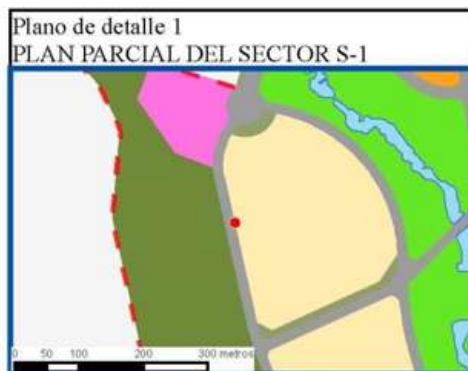 Plano de detalle 1
PLAN PARCIAL DEL SECTOR S-1
0 50 100 200 300 metros